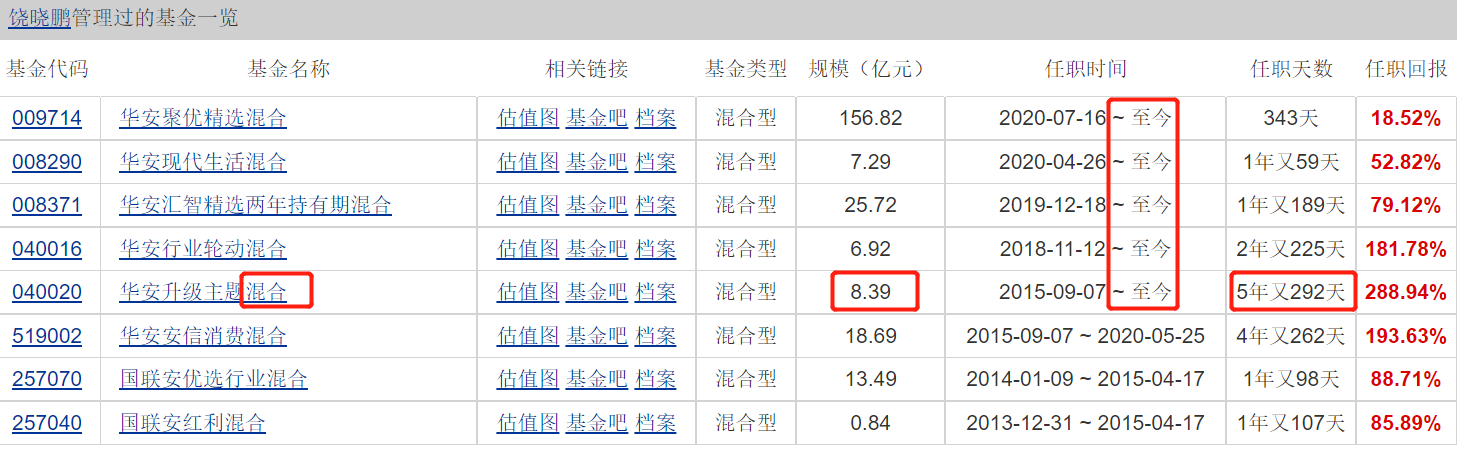 饶晓鹏管理过的基金一览
基金代码 基金名称 相关链接 基金类型 规模（亿元） 任职时间 任职天数 任职回报
009714 华安聚优精选混合 估值图 基金吧 档案 混合型 156.82 2020-07-16 ~ 至今 343天 18.52%
008290 华安现代生活混合 估值图 基金吧 档案 混合型 7.29 2020-04-26 ~ 至今 1年又59天 52.82%
008371 华安汇智精选两年持有期混合 估值图 基金吧 档案 混合型 25.72 2019-12-18 ~ 至今 1年又189天 79.12%
040016 华安行业轮动混合 估值图 基金吧 档案 混合型 6.92 2018-11-12 ~ 至今 2年又225天 181.78%
040020 华安升级主题混合 估值图 基金吧 档案 混合型 8.39 2015-09-07 ~ 至今 5年又292天 288.94%
519002 华安安信消费混合 估值图 基金吧 档案 混合型 18.69 2015-09-07 ~ 2020-05-25 4年又262天 193.63%
257070 国联安优选行业混合 估值图 基金吧 档案 混合型 13.49 2014-01-09 ~ 2015-04-17 1年又98天 88.71%
257040 国联安红利混合 估值图 基金吧 档案 混合型 0.84 2013-12-31 ~ 2015-04-17 1年又107天 85.89%